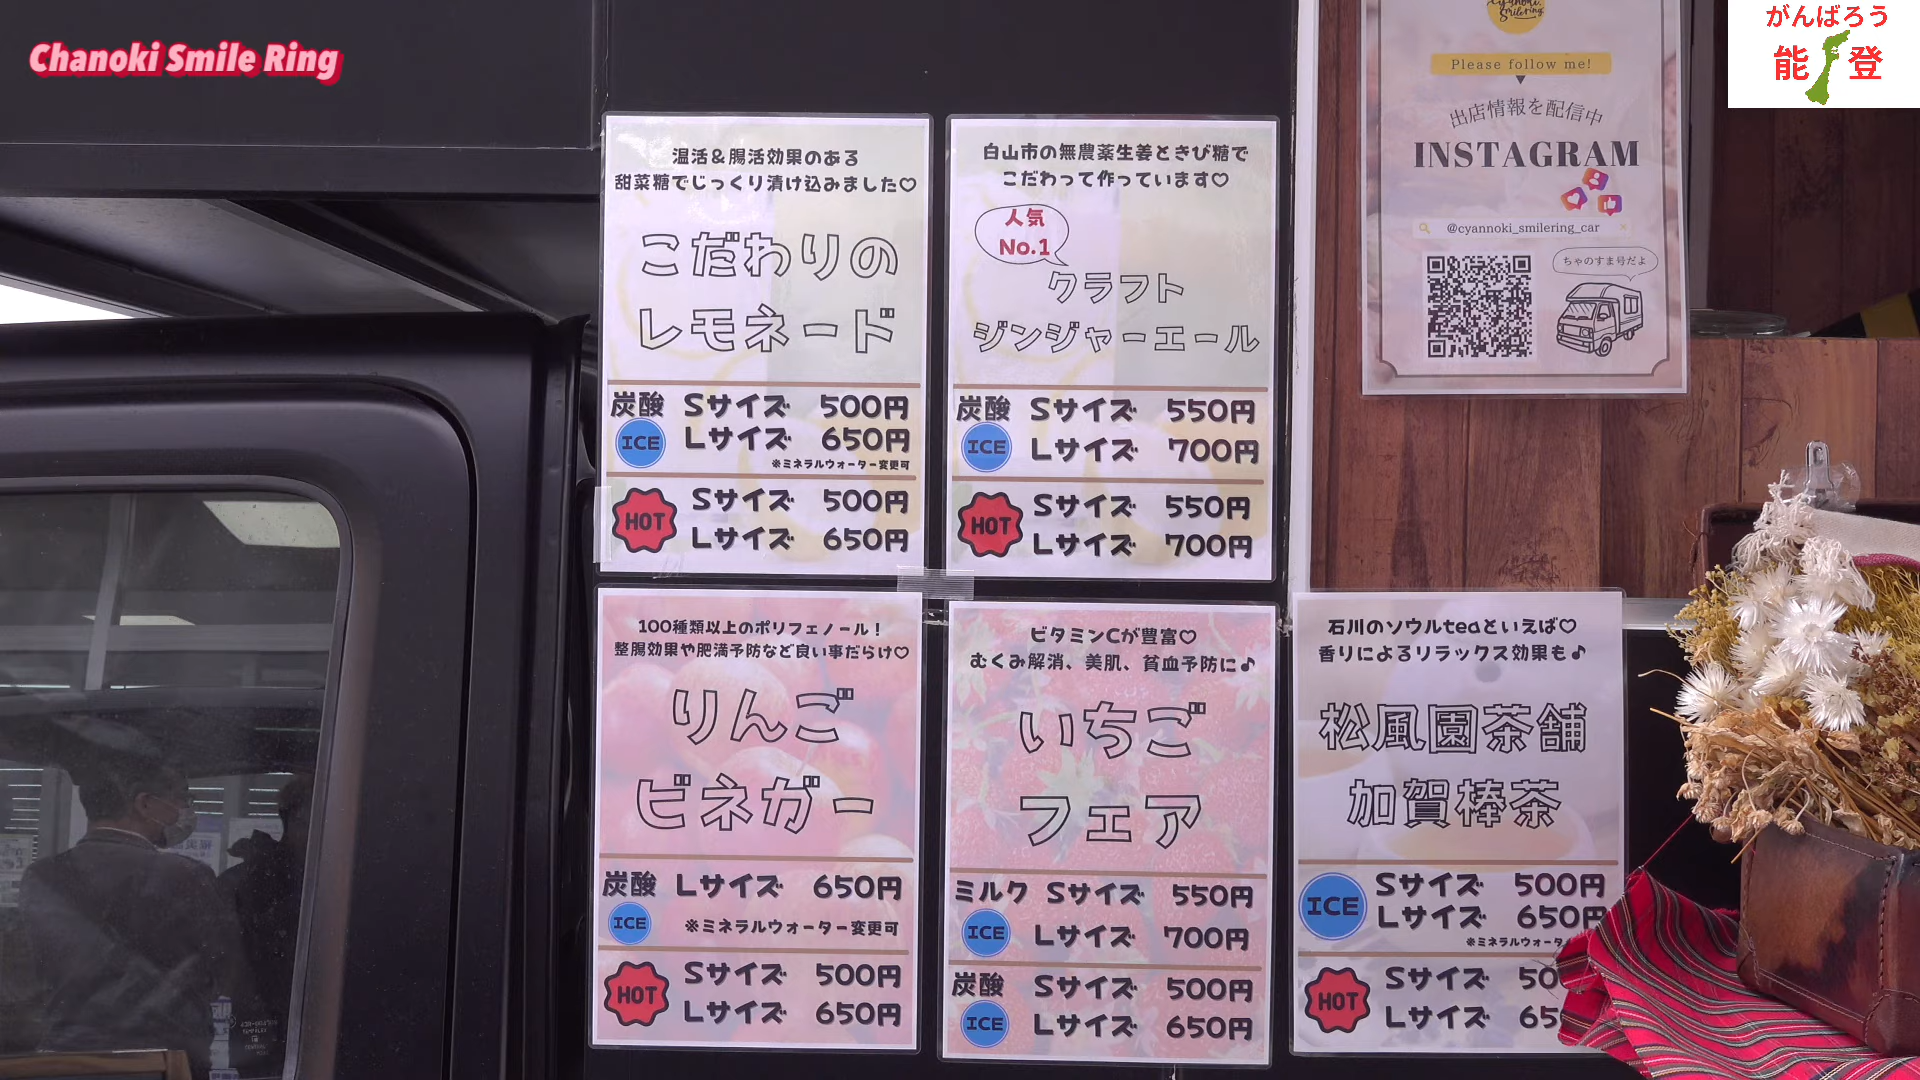 Chanoki Smile Ring
がんばろう
能登
温活&腸活効果のある
甜菜糖でじっくり漬け込みました♡
こだわりの
レモネード
炭酸 Sサイズ 500円
ICE Lサイズ 650円
※ミネラルウォーター変更可
HOT Sサイズ 500円
Lサイズ 650円
白山市の無農薬生姜ときび糖で
こだわって作っています♡
人気
No.1
クラフト
ジンジャーエール
炭酸 Sサイズ 550円
ICE Lサイズ 700円
HOT Sサイズ 550円
Lサイズ 700円
Please follow me!
出店情報を配信中
INSTAGRAM
@cyannoki_smilering_car
ちゃのすま号だよ
100種類以上のポリフェノール!
整腸効果や肥満予防など良い事だらけ♡
りんご
ビネガー
炭酸 Lサイズ 650円
ICE ※ミネラルウォーター変更可
HOT Sサイズ 500円
Lサイズ 650円
ビタミンCが豊富♡
むくみ解消、美肌、貧血予防に♪
いちご
フェア
ミルク Sサイズ 550円
ICE Lサイズ 700円
炭酸 Sサイズ 500円
ICE Lサイズ 650円
石川のソウルteaといえば♡
香りによるリラックス効果も♪
松風園茶舗
加賀棒茶
ICE Sサイズ 500円
Lサイズ 650円
※ミネラルウォータ
HOT Sサイズ 50
Lサイズ 65